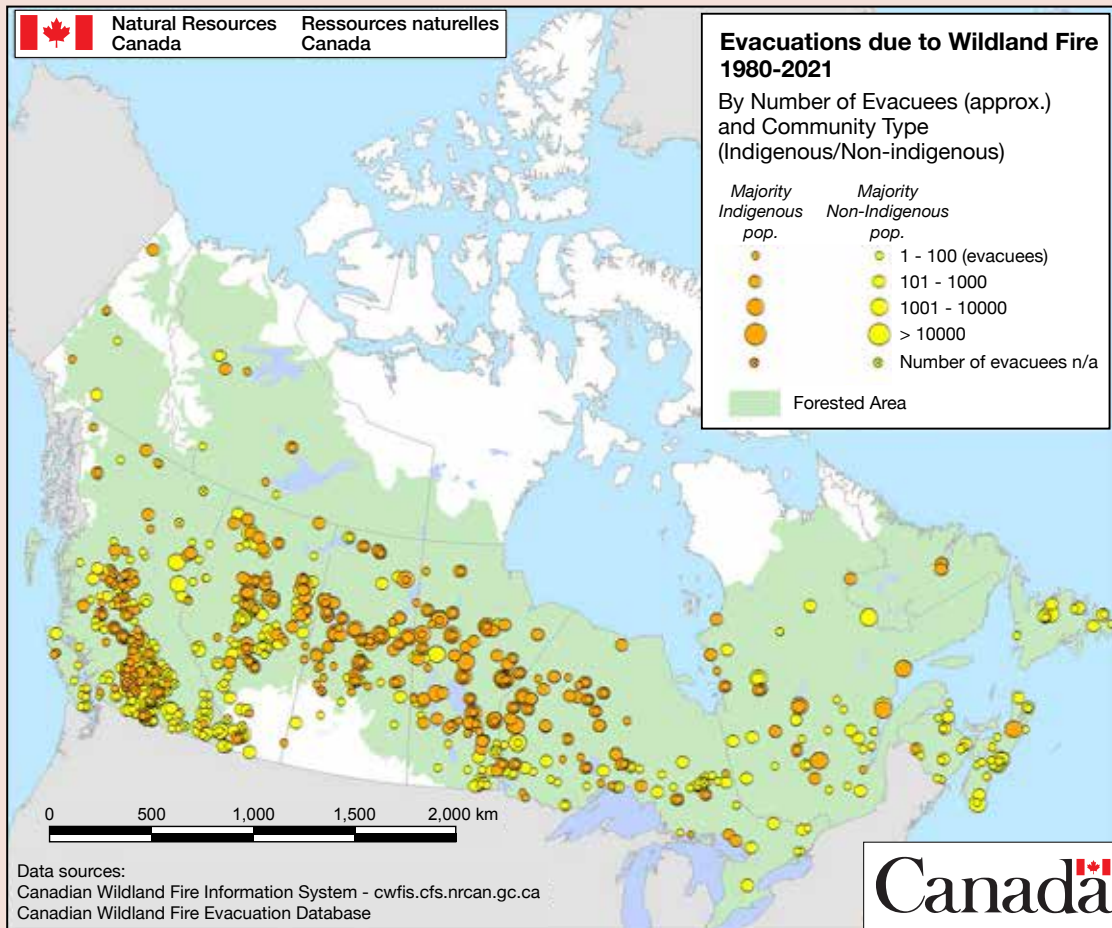 Natural Resources Canada
Ressources naturelles Canada
Evacuations due to Wildland Fire
1980-2021
By Number of Evacuees (approx.)
and Community Type
(Indigenous/Non-indigenous)
Majority Indigenous pop.
Majority Non-Indigenous pop.
1 - 100 (evacuees)
101 - 1000
1001 - 10000
> 10000
Number of evacuees n/a
Forested Area
0 500 1,000 1,500 2,000 km
Data sources:
Canadian Wildland Fire Information System - cwfis.cfs.nrcan.gc.ca
Canadian Wildland Fire Evacuation Database
Canada